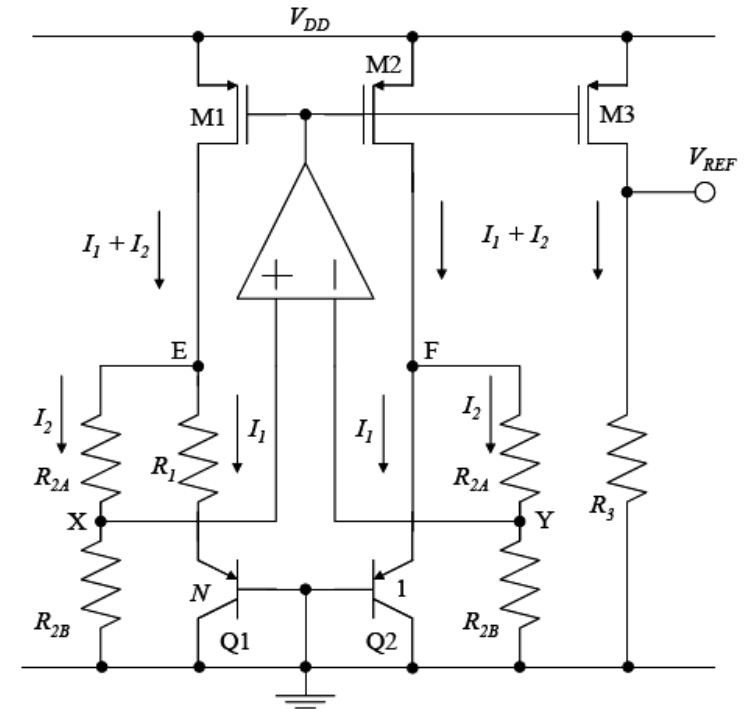 V_DD
M2
M1
M3
V_REF
I_1 + I_2
I_1 + I_2
+
E
F
I_2
I_1
I_1
I_2
R_2A
R_1
R_2A
R_3
X
Y
N
1
R_2B
Q1
Q2
R_2B